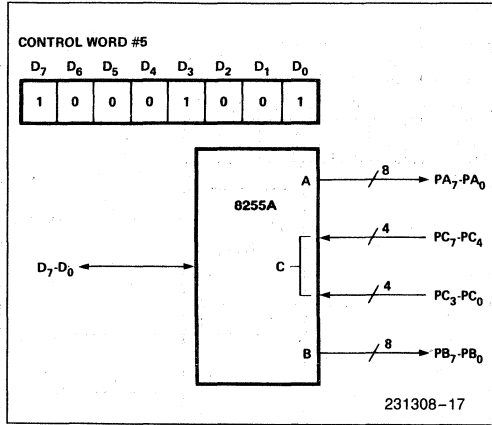 CONTROL WORD #5
D7 D6 D5 D4 D3 D2 D1 D0
1 0 0 0 1 0 0 1
8255A
A
8
PA7-PA0
4
PC7-PC4
D7-D0
C
4
PC3-PC0
B
8
PB7-PB0
231308-17